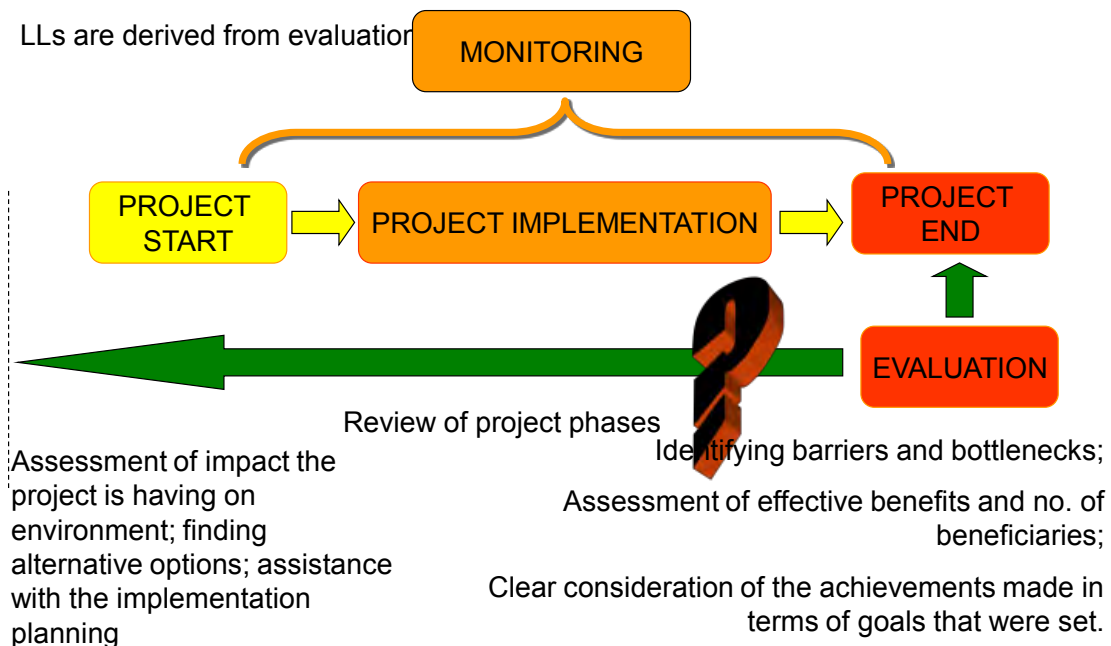 LLs are derived from evaluation
MONITORING
PROJECT
START
PROJECT IMPLEMENTATION
PROJECT
END
EVALUATION
Review of project phases
Assessment of impact the
project is having on
environment; finding
alternative options; assistance
with the implementation
planning
Identifying barriers and bottlenecks;
Assessment of effective benefits and no. of
beneficiaries;
Clear consideration of the achievements made in
terms of goals that were set.